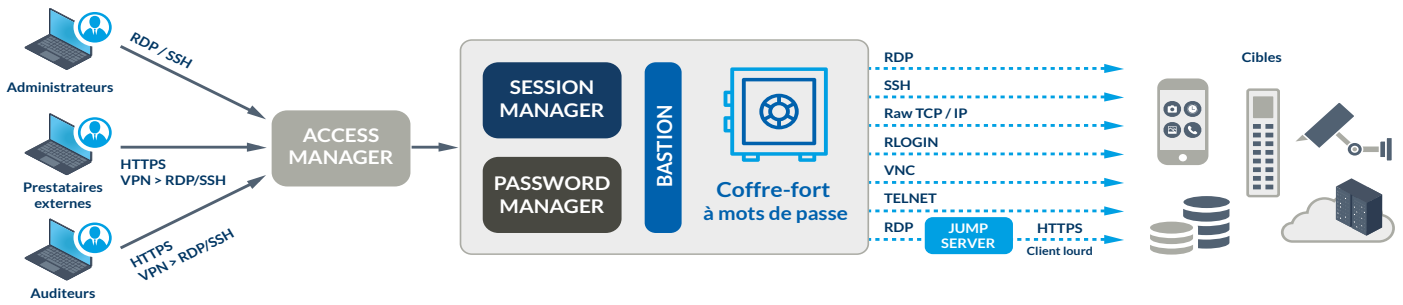 RDP / SSH
Administrateurs
HTTPS
VPN > RDP/SSH
Prestataires
externes
HTTPS
VPN > RDP/SSH
Auditeurs
ACCESS
MANAGER
SESSION
MANAGER
PASSWORD
MANAGER
BASTION
Coffre-fort
à mots de passe
RDP
SSH
Raw TCP / IP
RLOGIN
VNC
TELNET
RDP
JUMP
SERVER
HTTPS
Client lourd
Cibles